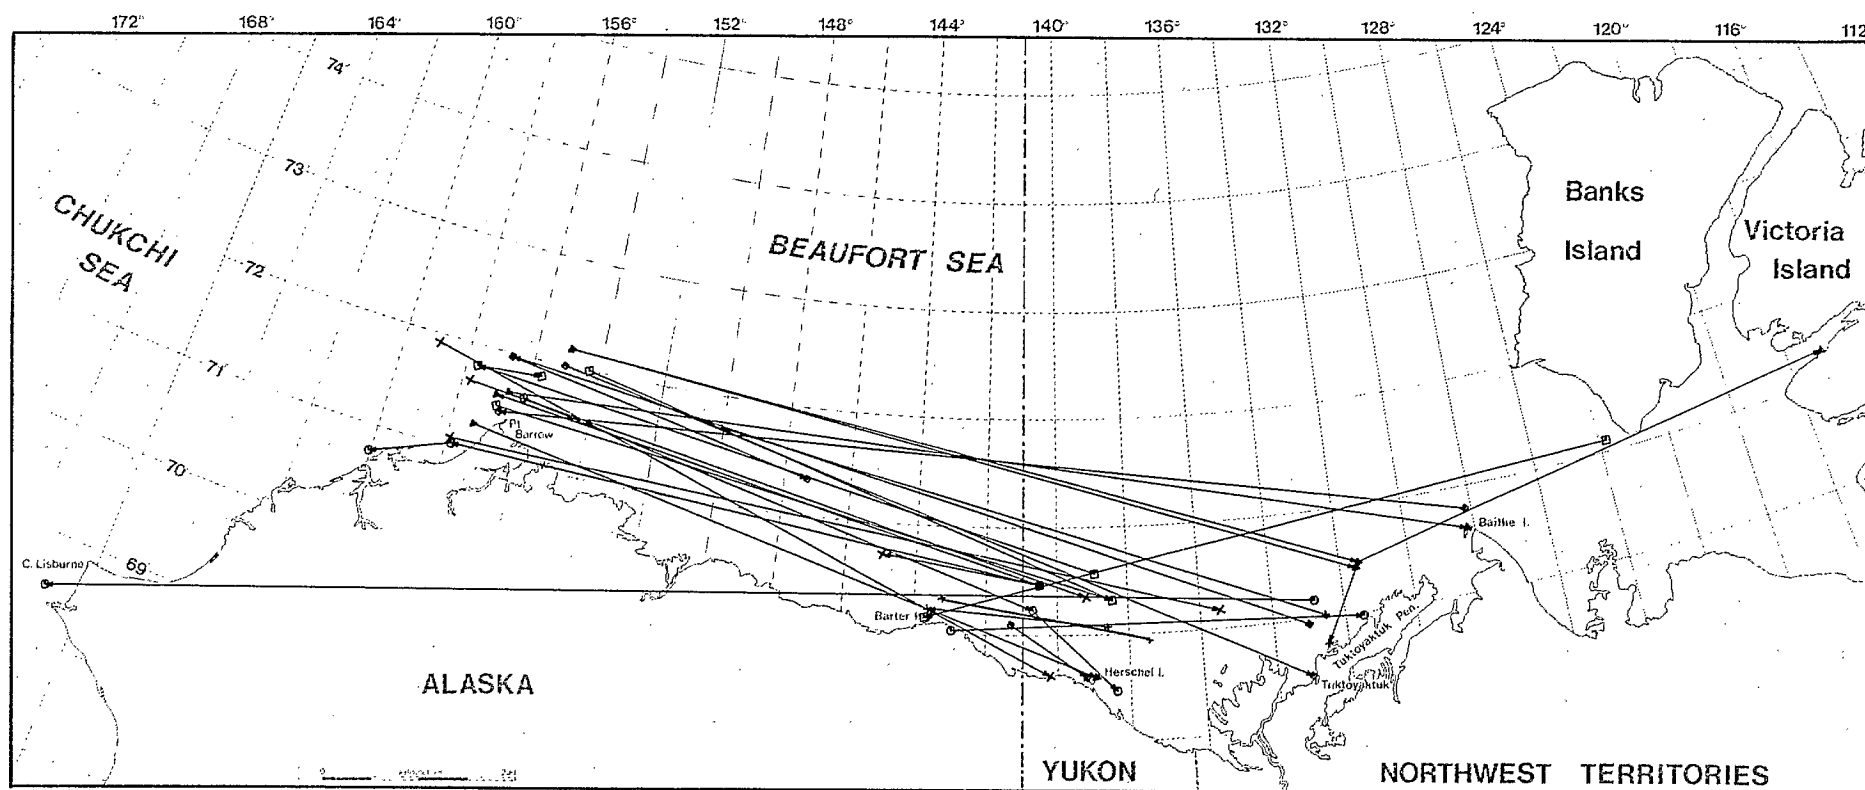 172° 168° 164° 160° 156° 152° 148° 144° 140° 136° 132° 128° 124° 120° 116° 112
74°
73°
72
71
70
69
CHUKCHI
SEA
BEAUFORT SEA
Banks
Island
Victoria
Island
Pt
Barrow
C. Lisburne
Baillie I.
Barter
Herschel I.
Tuktoyaktuk Pen.
Tuktoyaktuk
ALASKA
YUKON
NORTHWEST TERRITORIES
0